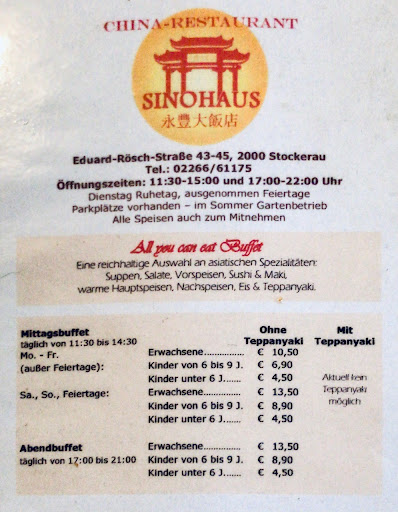 CHINA-RESTAURANT
SINOHAUS
永豐大飯店
Eduard-Rösch-Straße 43-45, 2000 Stockerau
Tel.: 02266/61175
Öffnungszeiten: 11:30-15:00 und 17:00-22:00 Uhr
Dienstag Ruhetag, ausgenommen Feiertage
Parkplätze vorhanden – im Sommer Gartenbetrieb
Alle Speisen auch zum Mitnehmen
All you can eat Buffet
Eine reichhaltige Auswahl an asiatischen Spezialitäten:
Suppen, Salate, Vorspeisen, Sushi & Maki,
warme Hauptspeisen, Nachspeisen, Eis & Teppanyaki.
Ohne Mit
Mittagsbuffet Teppanyaki Teppanyaki
täglich von 11:30 bis 14:30
Mo. - Fr. Erwachsene................ € 10,50
(außer Feiertage): Kinder von 6 bis 9 J. € 6,90
Kinder unter 6 J....... € 4,50
Aktuell kein
Teppanyaki
möglich
Sa., So., Feiertage: Erwachsene................ € 13,50
Kinder von 6 bis 9 J. € 8,90
Kinder unter 6 J....... € 4,50
Abendbuffet Erwachsene................ € 13,50
täglich von 17:00 bis 21:00 Kinder von 6 bis 9 J. € 8,90
Kinder unter 6 J....... € 4,50